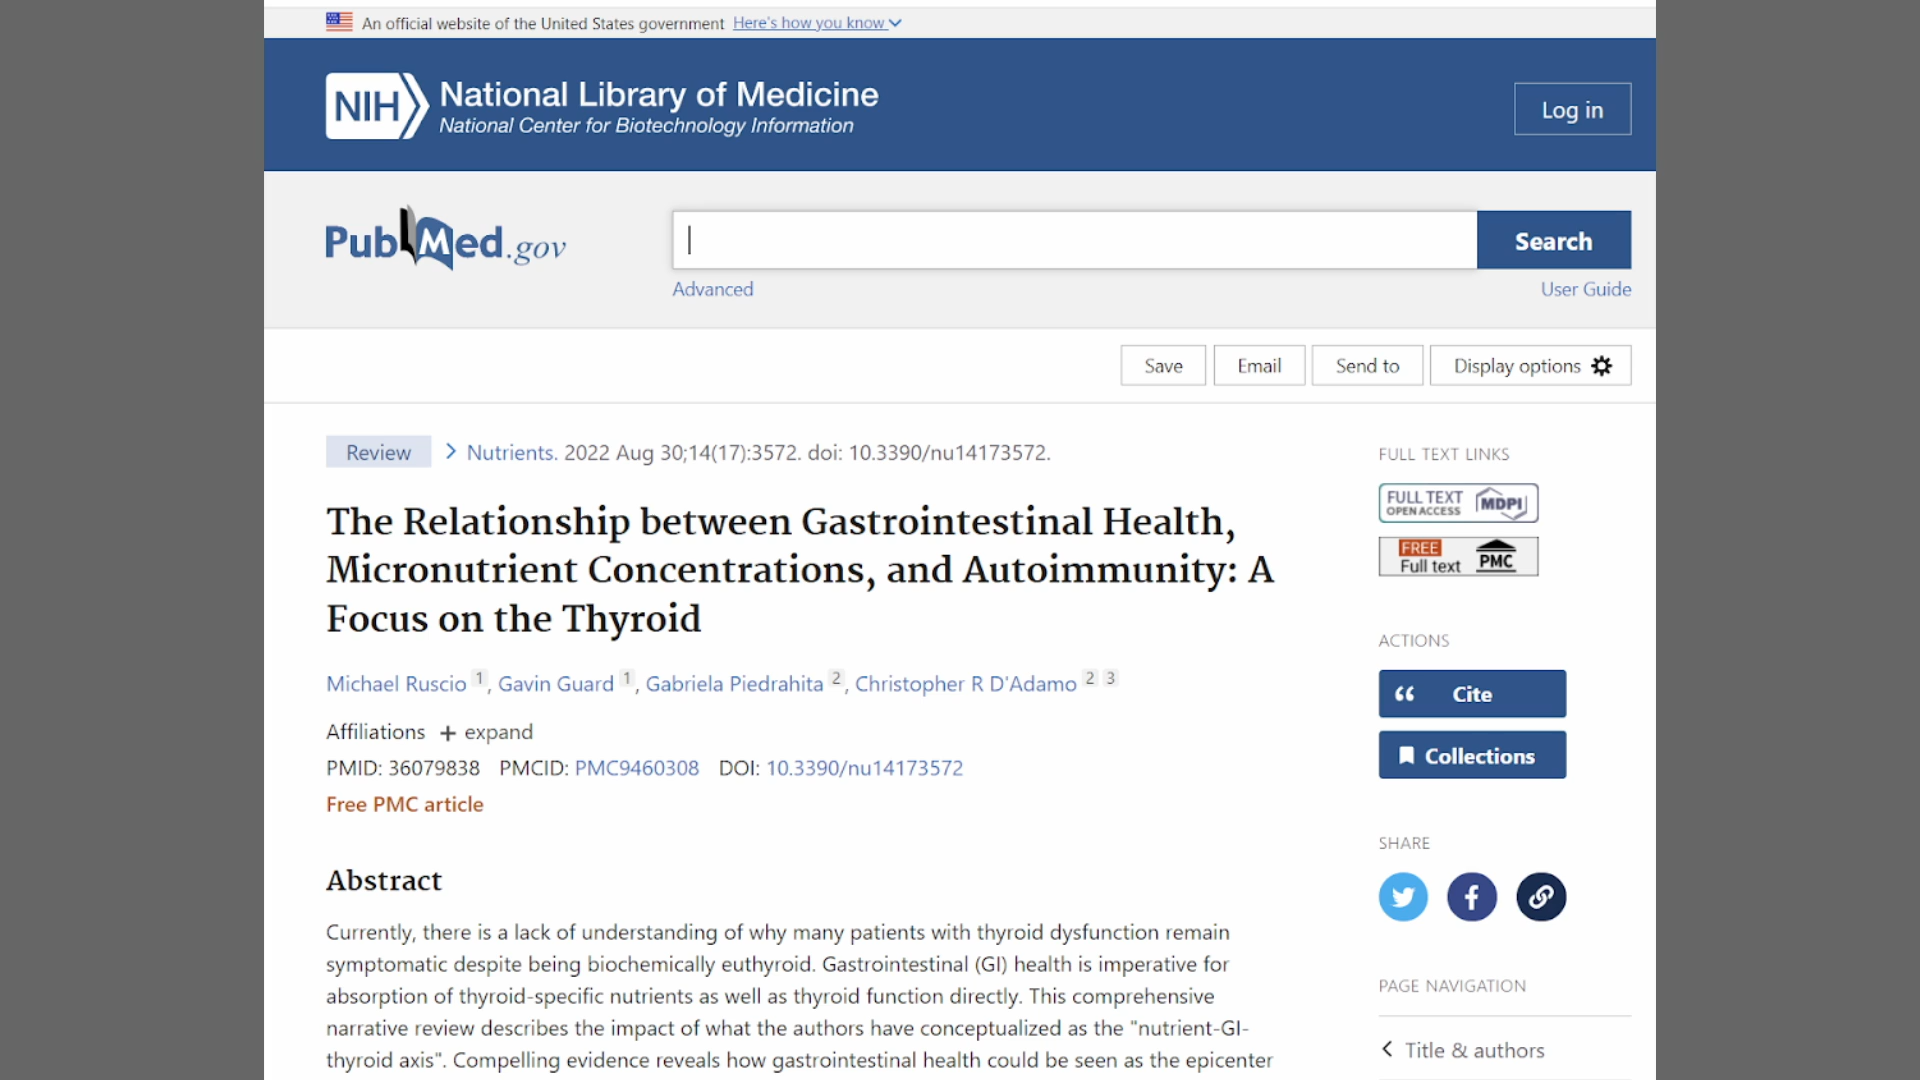 An official website of the United States government Here's how you know
NIH National Library of Medicine
National Center for Biotechnology Information
Log in
PubMed.gov
Search
Advanced
User Guide
Save
Email
Send to
Display options
Review
Nutrients. 2022 Aug 30;14(17):3572. doi: 10.3390/nu14173572.
The Relationship between Gastrointestinal Health,
Micronutrient Concentrations, and Autoimmunity: A
Focus on the Thyroid
Michael Ruscio 1, Gavin Guard 1, Gabriela Piedrahita 2, Christopher R D'Adamo 2 3
Affiliations + expand
PMID: 36079838 PMCID: PMC9460308 DOI: 10.3390/nu14173572
Free PMC article
Abstract
Currently, there is a lack of understanding of why many patients with thyroid dysfunction remain
symptomatic despite being biochemically euthyroid. Gastrointestinal (GI) health is imperative for
absorption of thyroid-specific nutrients as well as thyroid function directly. This comprehensive
narrative review describes the impact of what the authors have conceptualized as the "nutrient-GI-
thyroid axis". Compelling evidence reveals how gastrointestinal health could be seen as the epicenter
FULL TEXT LINKS
FULL TEXT
OPEN ACCESS
MDPI
FREE
Full text
PMC
ACTIONS
Cite
Collections
SHARE
PAGE NAVIGATION
Title & authors